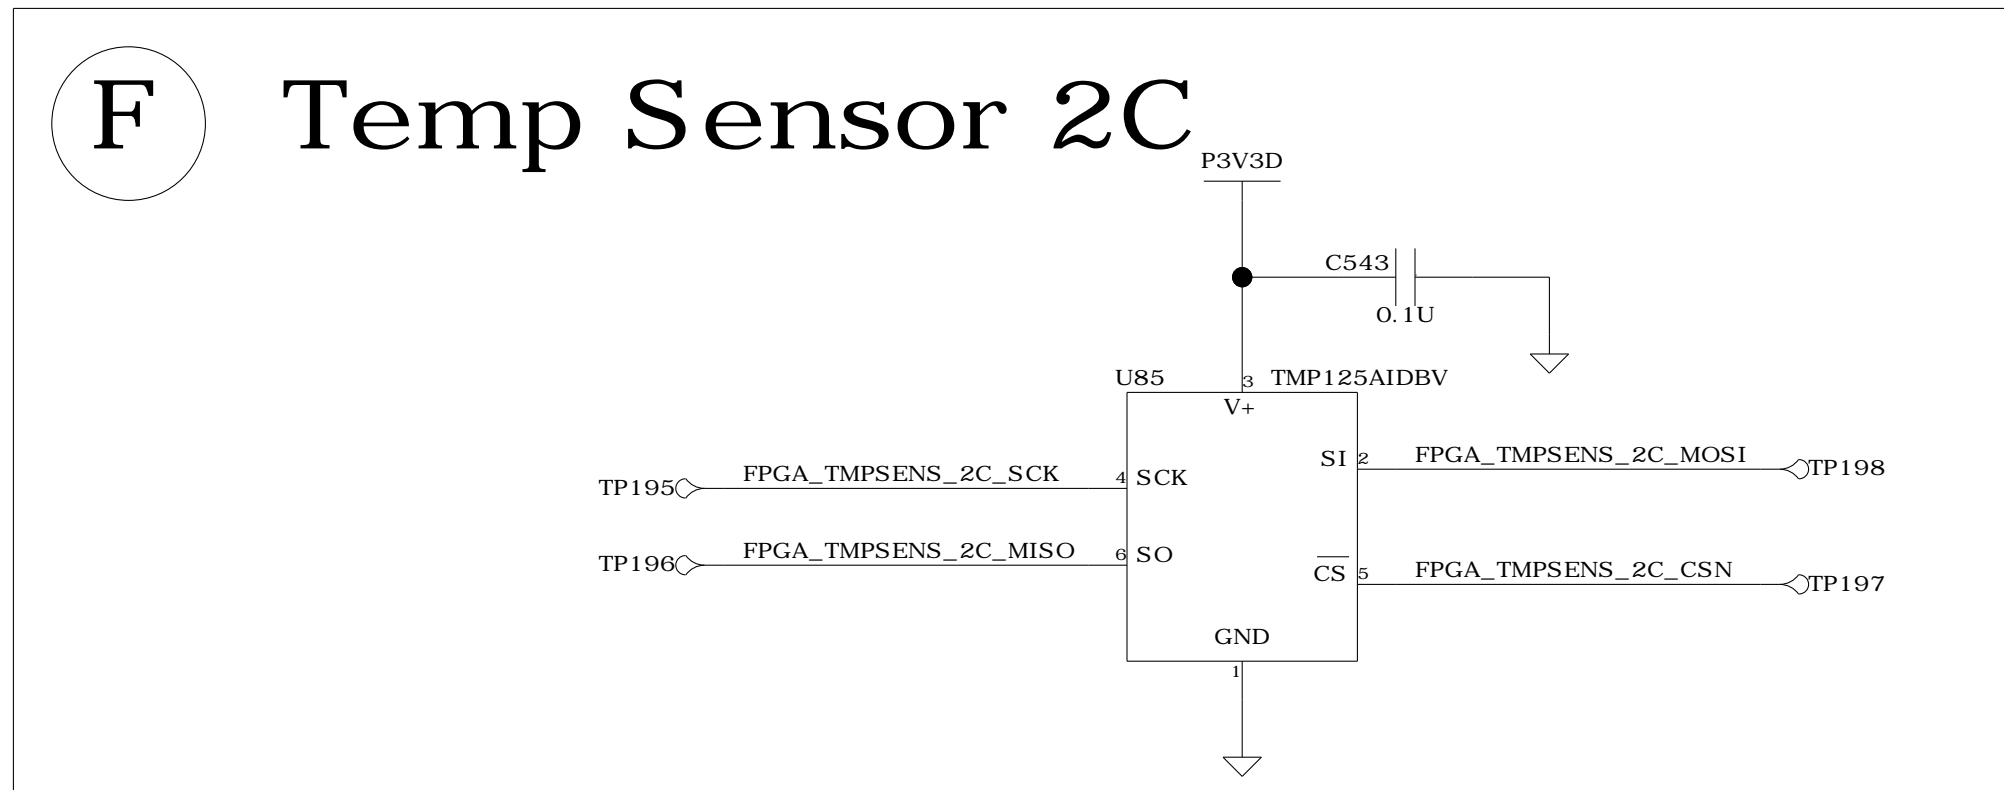 F Temp Sensor 2C
P3V3D
C543
0.1U
U85 3 TMP125AIDBV
V+
FPGA_TMPSENS_2C_SCK
TP195 4 SCK
SI 2 FPGA_TMPSENS_2C_MOSI TP198
FPGA_TMPSENS_2C_MISO
TP196 6 SO
CS 5 FPGA_TMPSENS_2C_CSN TP197
GND
1